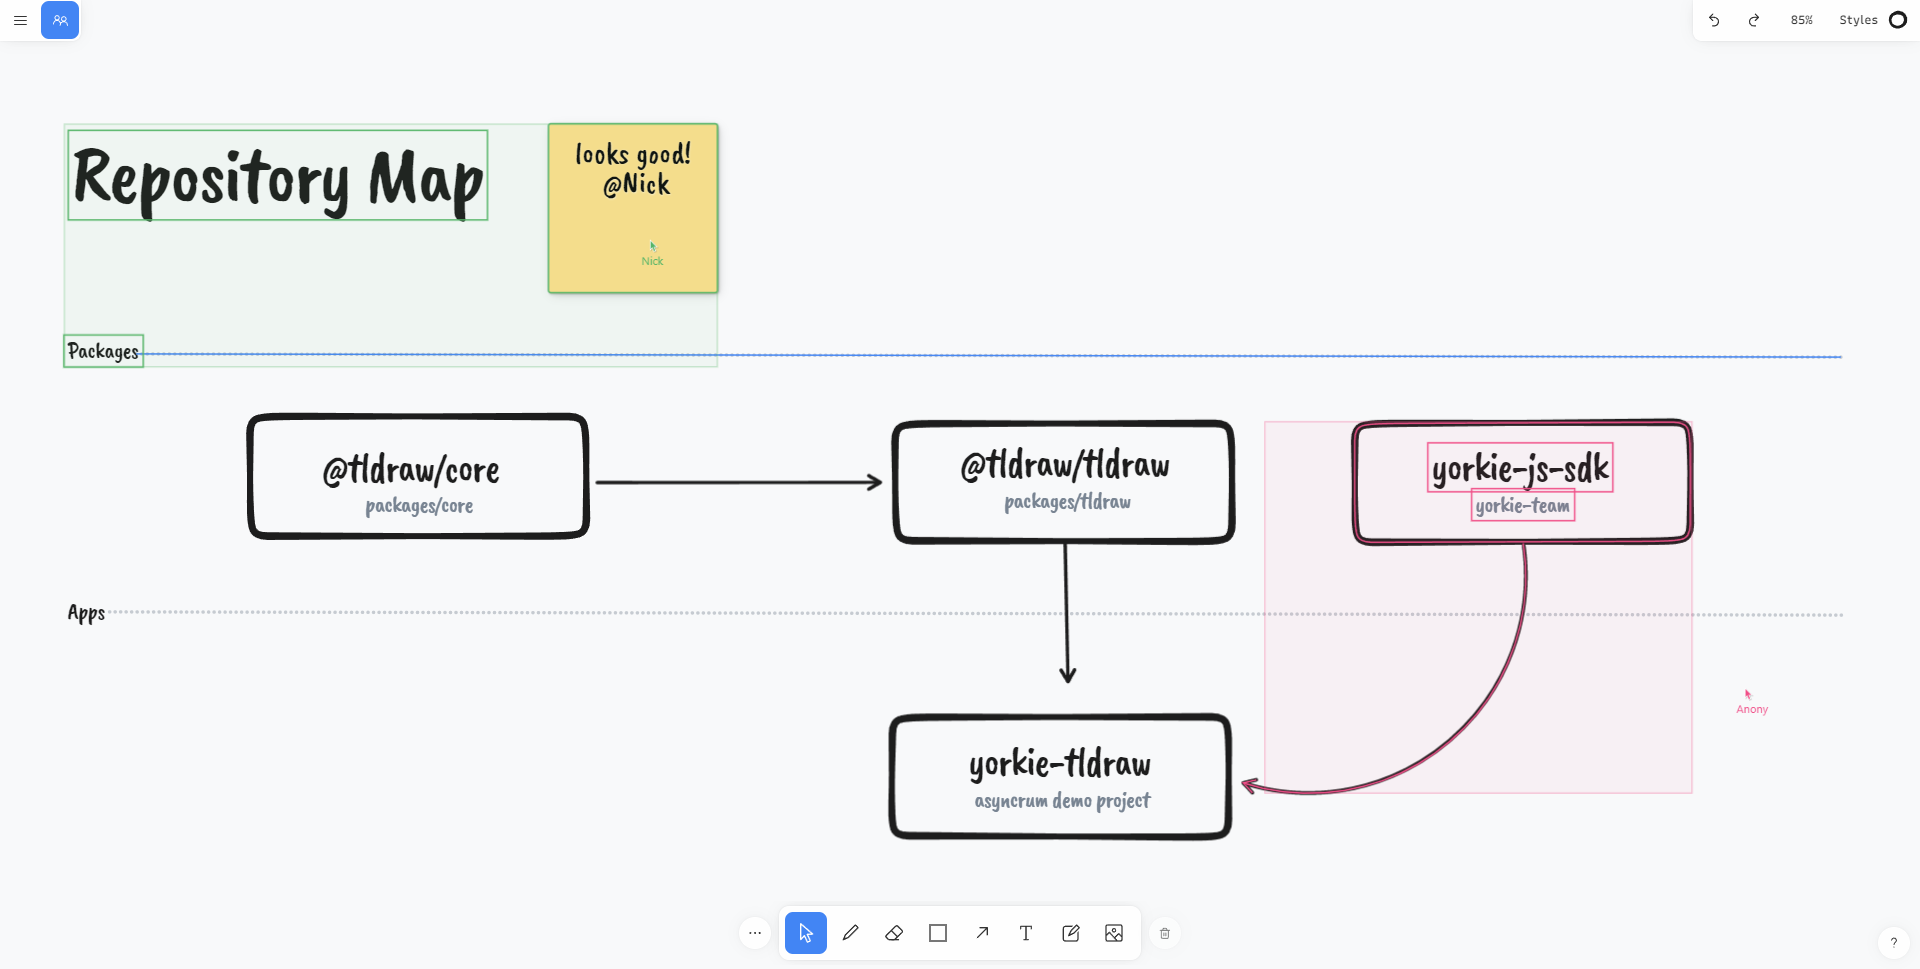 85%
Styles
Repository Map
looks good!
@Nick
Nick
Packages
@tldraw/core
packages/core
@tldraw/tldraw
packages/tldraw
yorkie-js-sdk
yorkie-team
Apps
Anony
yorkie-tldraw
asyncrum demo project
T
?